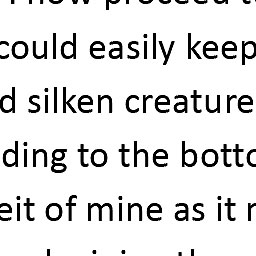 now proceed
could easily keep
d silken creature
ding to the botto
eit of mine as it